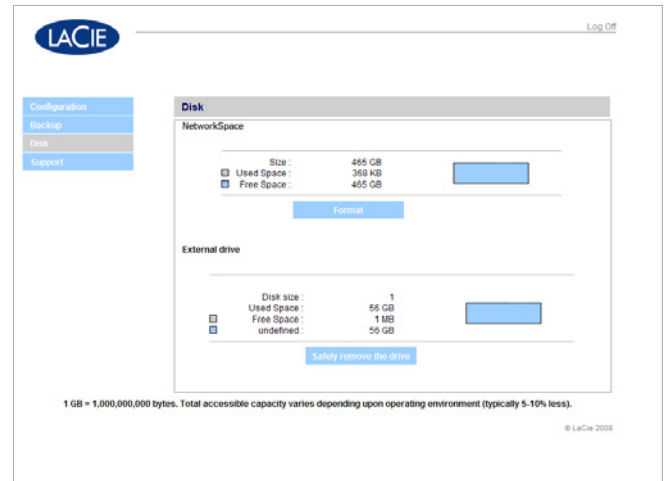 LACIE
Log Off
Configuration
Backup
Disk
Support
Disk
NetworkSpace
Size : 465 GB
Used Space : 368 KB
Free Space : 465 GB
Format
External drive
Disk size : 1
Used Space : 56 GB
Free Space : 1 MB
undefined : 56 GB
Safely remove the drive
1 GB = 1,000,000,000 bytes. Total accessible capacity varies depending upon operating environment (typically 5-10% less).
© LaCie 2008